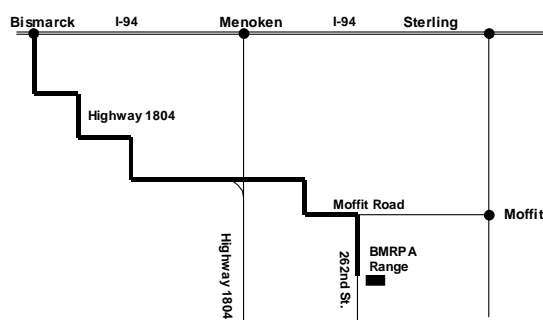 Bismarck I-94 Menoken I-94 Sterling
Highway 1804
Moffit Road
Moffit
Highway 1804
262nd St.
BMRPA
Range